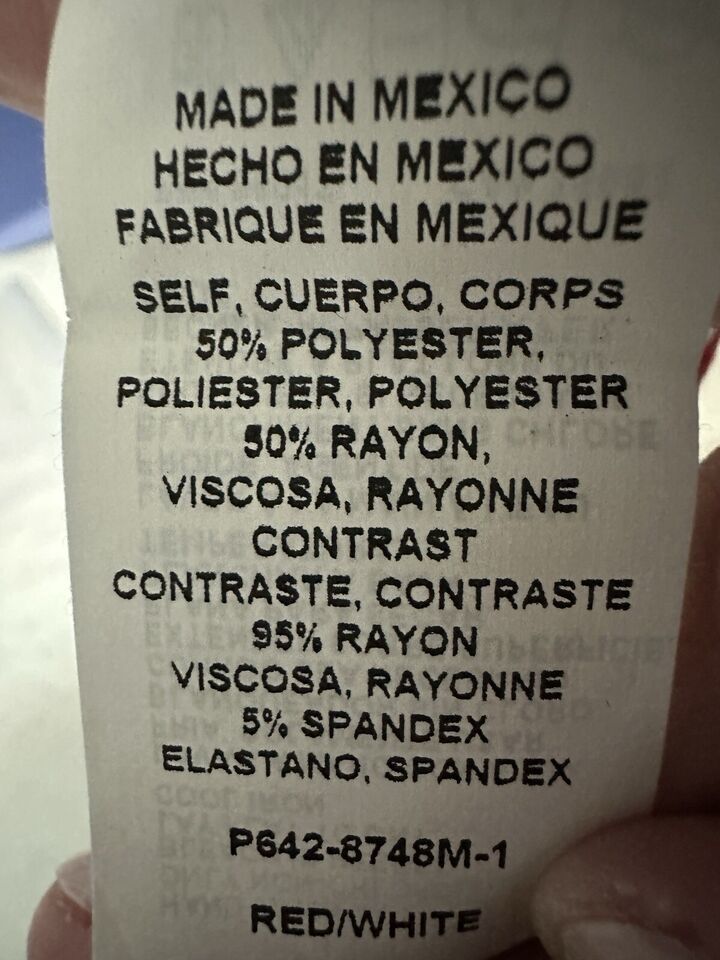 MADE IN MEXICO
HECHO EN MEXICO
FABRIQUE EN MEXIQUE
SELF, CUERPO, CORPS
50% POLYESTER,
POLIESTER, POLYESTER
50% RAYON,
VISCOSA, RAYONNE
CONTRAST
CONTRASTE, CONTRASTE
95% RAYON
VISCOSA, RAYONNE
5% SPANDEX
ELASTANO, SPANDEX
P642-8748M-1
RED/WHITE